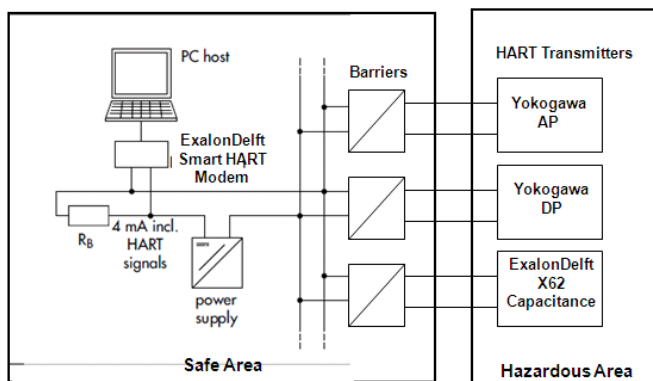 PC host
ExalonDelft
Smart HART
Modem
RB
4 mA incl.
HART
signals
power
supply
Barriers
Safe Area
HART Transmitters
Yokogawa
AP
Yokogawa
DP
ExalonDelft
X62
Capacitance
Hazardous Area